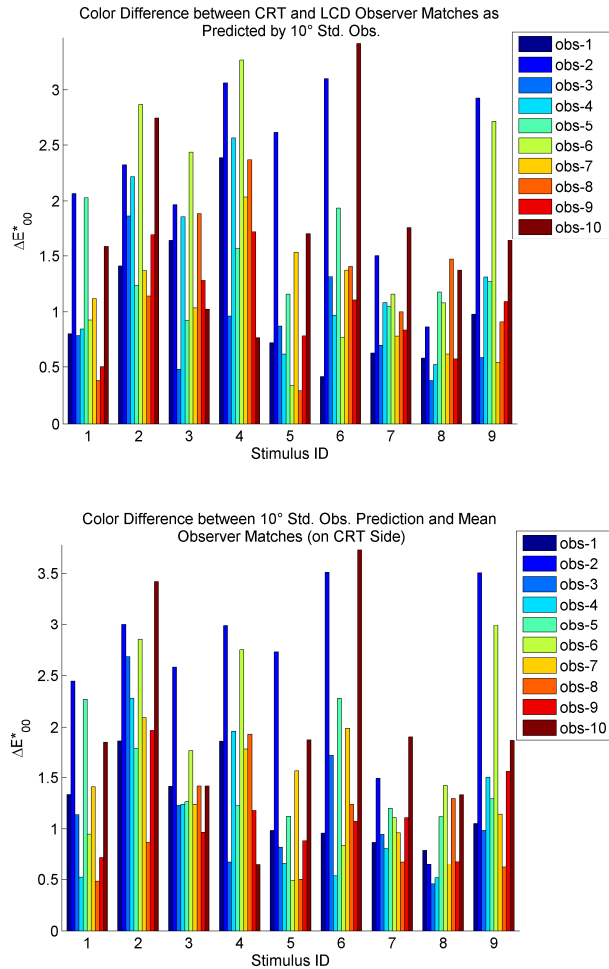 Color Difference between CRT and LCD Observer Matches as
Predicted by 10° Std. Obs.
ΔE*00
3
2.5
2
1.5
1
0.5
0
1 2 3 4 5 6 7 8 9
Stimulus ID
obs-1
obs-2
obs-3
obs-4
obs-5
obs-6
obs-7
obs-8
obs-9
obs-10
Color Difference between 10° Std. Obs. Prediction and Mean
Observer Matches (on CRT Side)
ΔE*00
3.5
3
2.5
2
1.5
1
0.5
0
1 2 3 4 5 6 7 8 9
Stimulus ID
obs-1
obs-2
obs-3
obs-4
obs-5
obs-6
obs-7
obs-8
obs-9
obs-10